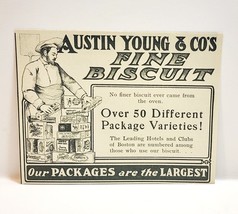 AUSTIN YOUNG & CO'S
FINE
BISCUIT
No finer biscuit ever came from
the oven.
Over 50 Different
Package Varieties!
The Leading Hotels and Clubs
of Boston are numbered among
those who use our biscuit.
Our PACKAGES are the LARGEST